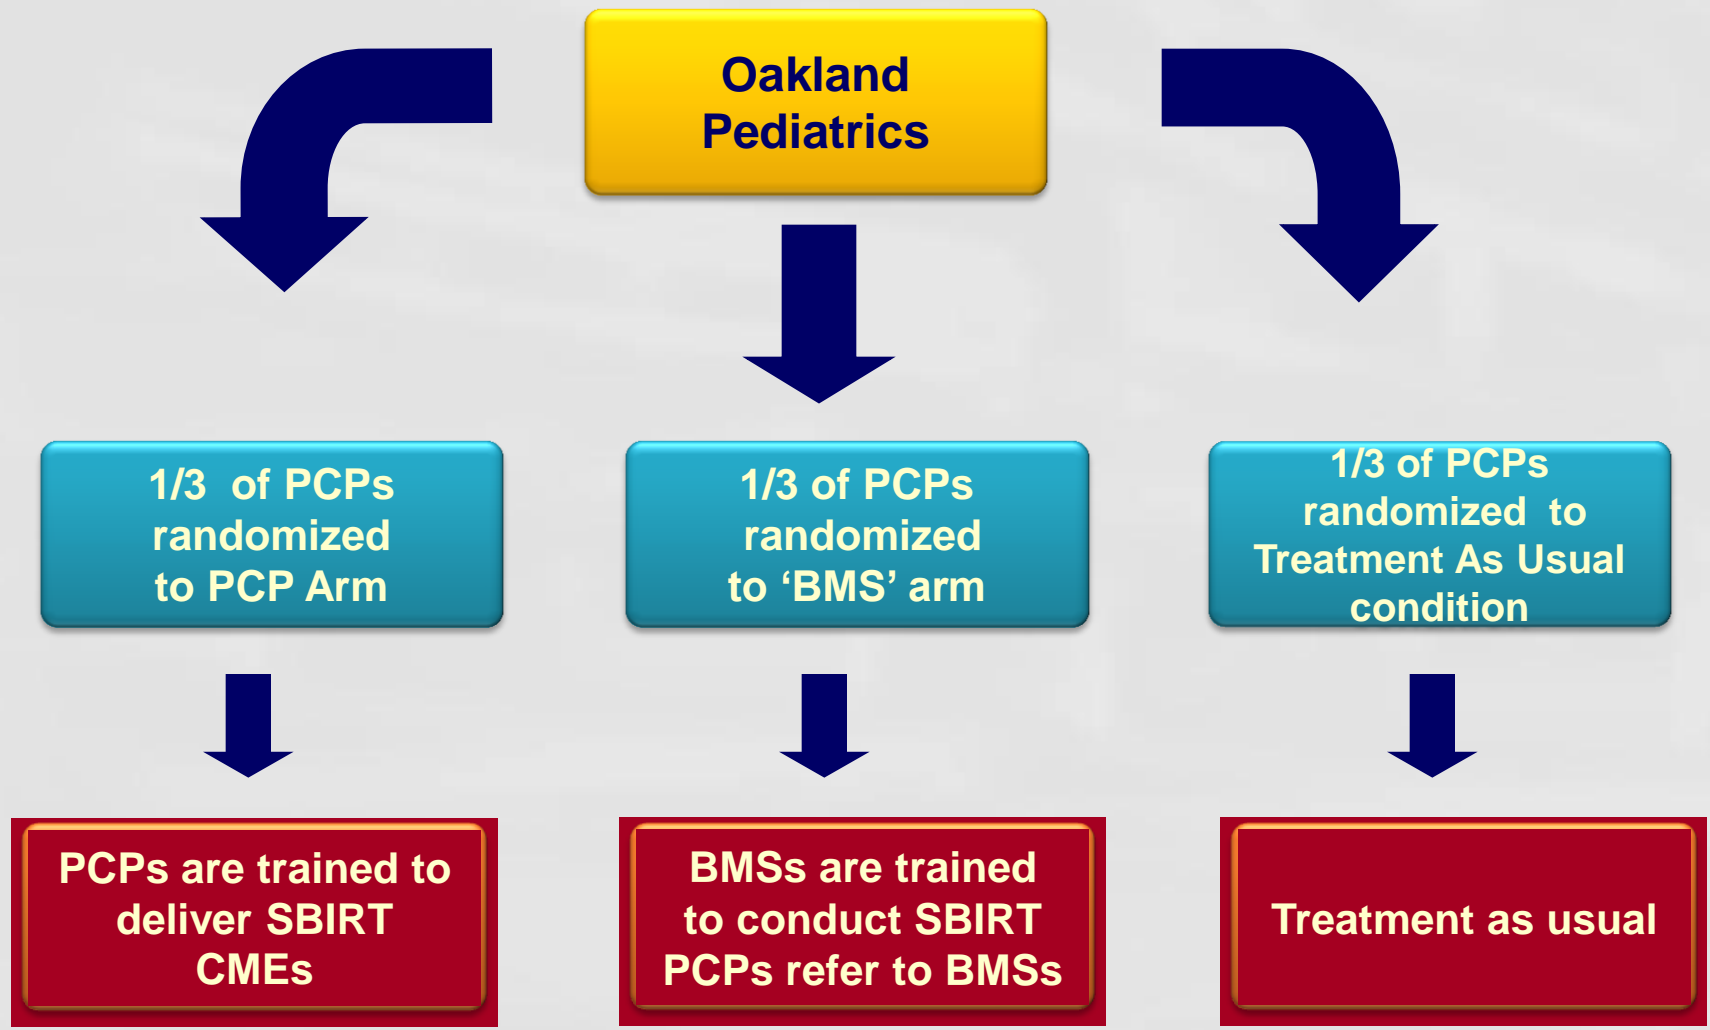 Oakland
Pediatrics
1/3 of PCPs
randomized
to PCP Arm
1/3 of PCPs
randomized
to ‘BMS’ arm
1/3 of PCPs
randomized to
Treatment As Usual
condition
PCPs are trained to
deliver SBIRT
CMEs
BMSs are trained
to conduct SBIRT
PCPs refer to BMSs
Treatment as usual